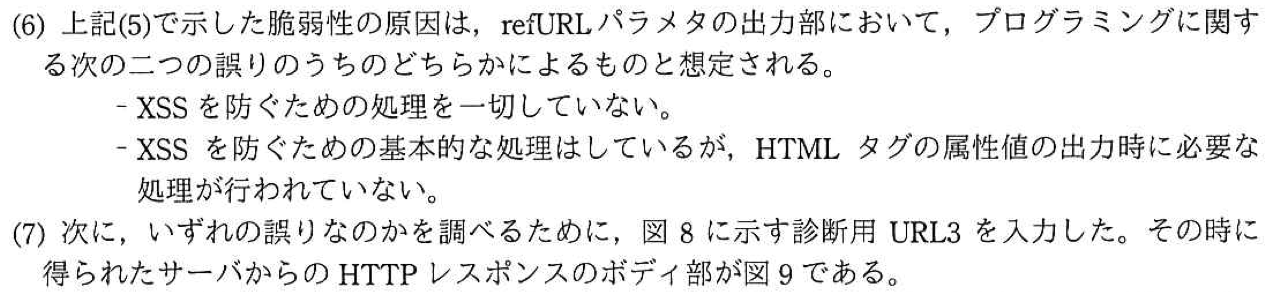 (6) 上記(5)で示した脆弱性の原因は，refURLパラメタの出力部において，プログラミングに関す
る次の二つの誤りのうちのどちらかによるものと想定される。
- XSS を防ぐための処理を一切していない。
- XSS を防ぐための基本的な処理はしているが，HTML タグの属性値の出力時に必要な
処理が行われていない。
(7) 次に，いずれの誤りなのかを調べるために，図 8 に示す診断用 URL3 を入力した。その時に
得られたサーバからの HTTP レスポンスのボディ部が図 9 である。